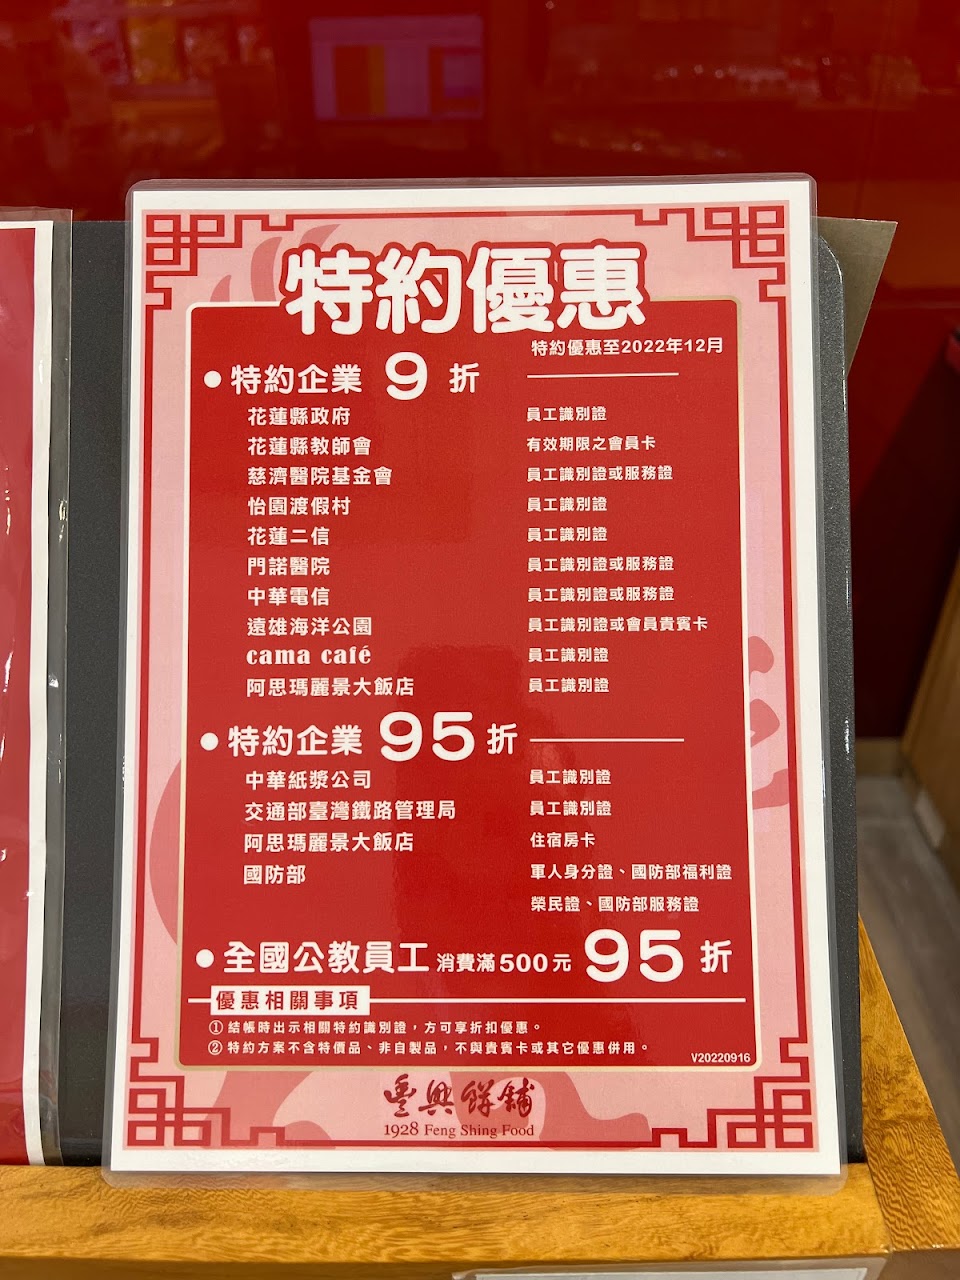 特約優惠
特約優惠至2022年12月
● 特約企業 9 折
花蓮縣政府 員工識別證
花蓮縣教師會 有效期限之會員卡
慈濟醫院基金會 員工識別證或服務證
怡園渡假村 員工識別證
花蓮二信 員工識別證
門諾醫院 員工識別證或服務證
中華電信 員工識別證或服務證
遠雄海洋公園 員工識別證或會員貴賓卡
cama café 員工識別證
阿思瑪麗景大飯店 員工識別證
● 特約企業 95 折
中華紙漿公司 員工識別證
交通部臺灣鐵路管理局 員工識別證
阿思瑪麗景大飯店 住宿房卡
國防部 軍人身分證、國防部福利證
榮民證、國防部服務證
● 全國公教員工 消費滿500元 95 折
優惠相關事項
① 結帳時出示相關特約識別證，方可享折扣優惠。
② 特約方案不含特價品、非自製品，不與貴賓卡或其它優惠併用。
V20220916
豐興餅舖
1928 Feng Shing Food